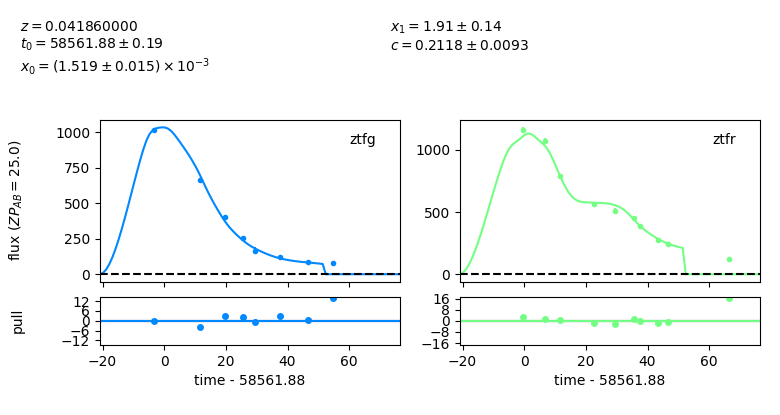 z = 0.041860000
t₀ = 58561.88 ± 0.19
x₀ = (1.519 ± 0.015) × 10⁻³
x₁ = 1.91 ± 0.14
c = 0.2118 ± 0.0093
flux (ZP_AB = 25.0)
ztfg
1000
750
500
250
0
ztfr
1000
500
0
pull
12
6
0
−6
−12
−20 0 20 40 60
time - 58561.88
16
8
0
−8
−16
−20 0 20 40 60
time - 58561.88